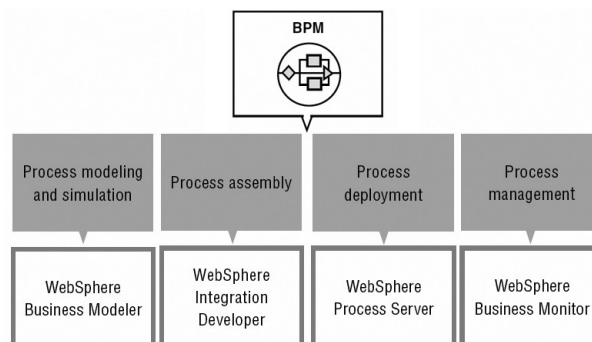 BPM
Process modeling
and simulation
Process assembly
Process
deployment
Process
management
WebSphere
Business Modeler
WebSphere
Integration
Developer
WebSphere
Process Server
WebSphere
Business Monitor